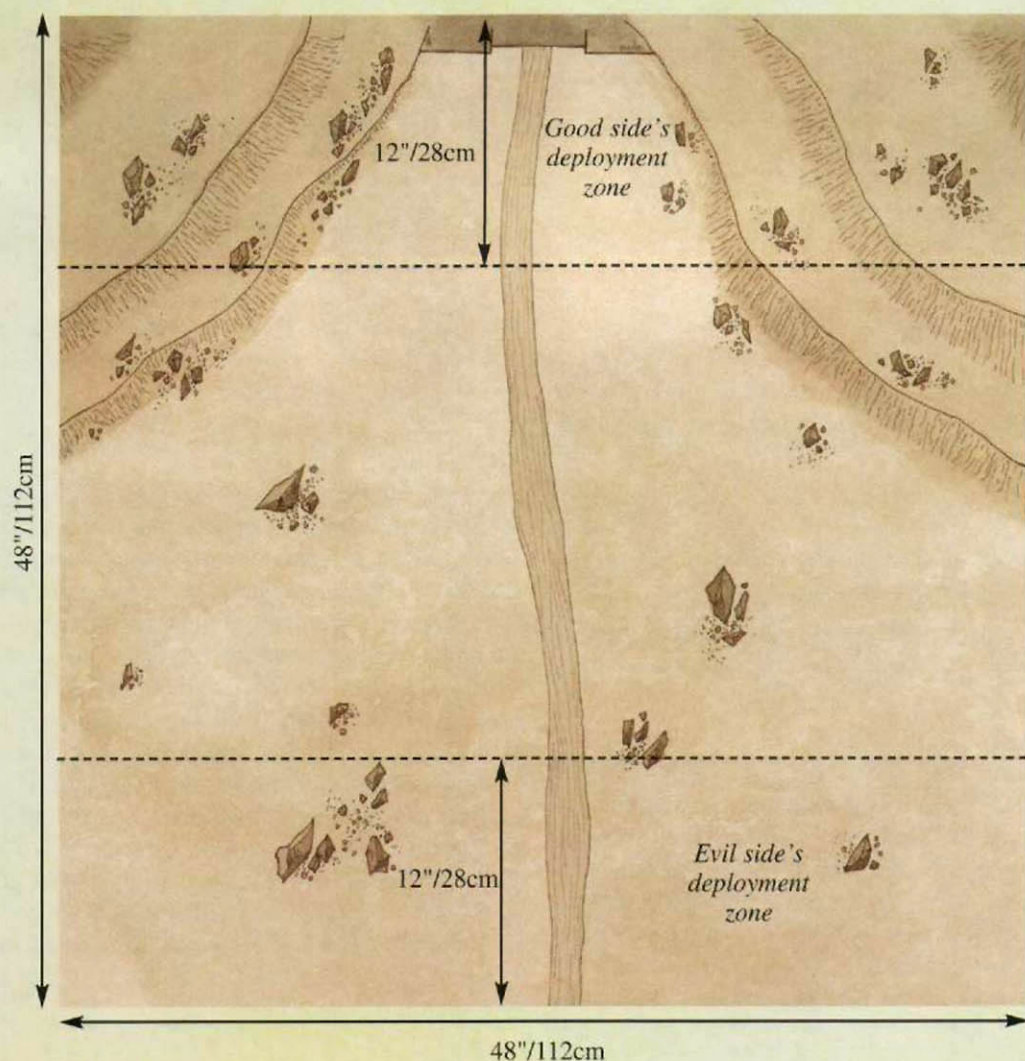 12"/28cm
Good side's
deployment
zone
48"/112cm
12"/28cm
Evil side's
deployment
zone
48"/112cm